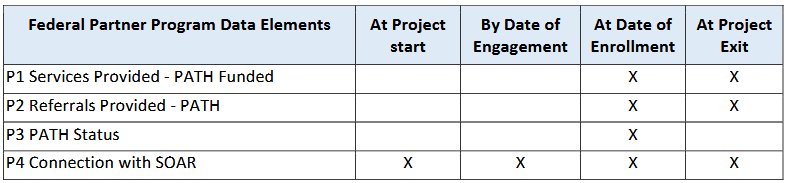 Federal Partner Program Data Elements At Project start By Date of Engagement At Date of Enrollment At Project Exit
P1 Services Provided - PATH Funded X X
P2 Referrals Provided - PATH X X
P3 PATH Status X
P4 Connection with SOAR X X X X